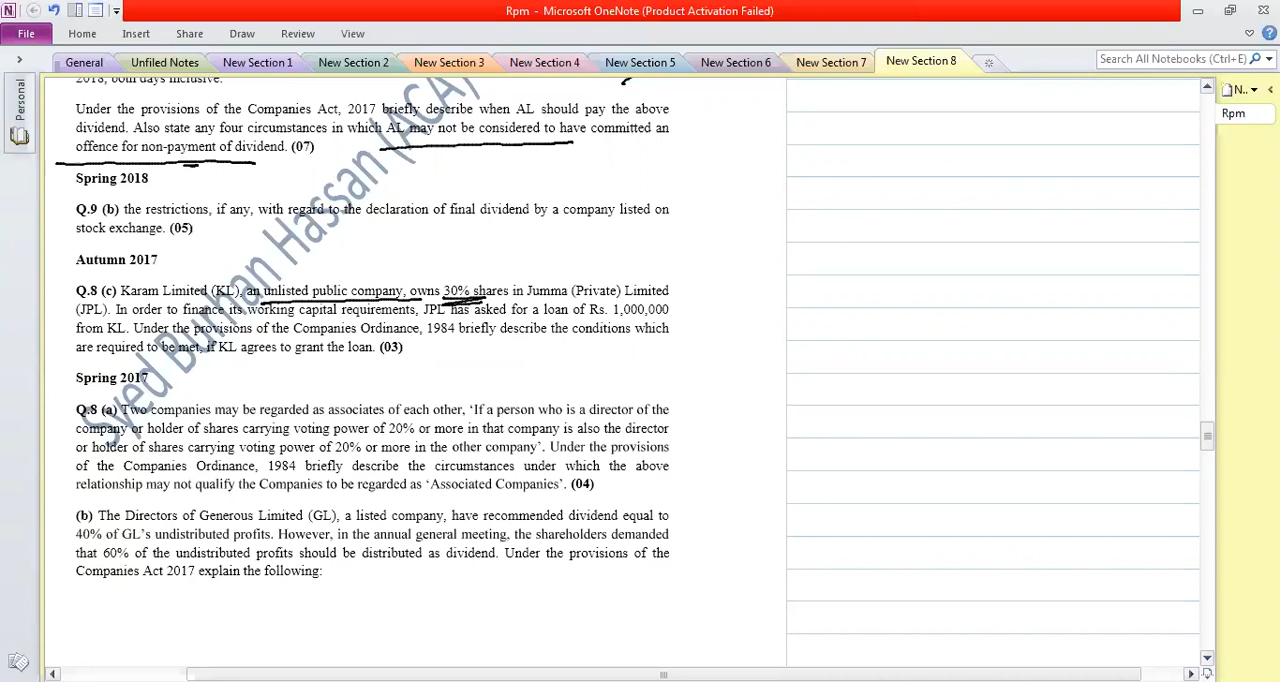 Rpm - Microsoft OneNote (Product Activation Failed)
File Home Insert Share Draw Review View
General Unfiled Notes New Section 1 New Section 2 New Section 3 New Section 4 New Section 5 New Section 6 New Section 7 New Section 8 Search All Notebooks (Ctrl+E)
Personal
N..
Rpm
2018, both days inclusive.
Under the provisions of the Companies Act, 2017 briefly describe when AL should pay the above
dividend. Also state any four circumstances in which AL may not be considered to have committed an
offence for non-payment of dividend. (07)
Spring 2018
Q.9 (b) the restrictions, if any, with regard to the declaration of final dividend by a company listed on
stock exchange. (05)
Autumn 2017
Q.8 (c) Karam Limited (KL), an unlisted public company, owns 30% shares in Jumma (Private) Limited
(JPL). In order to finance its working capital requirements, JPL has asked for a loan of Rs. 1,000,000
from KL. Under the provisions of the Companies Ordinance, 1984 briefly describe the conditions which
are required to be met, if KL agrees to grant the loan. (03)
Spring 2017
Q.8 (a) Two companies may be regarded as associates of each other, 'If a person who is a director of the
company or holder of shares carrying voting power of 20% or more in that company is also the director
or holder of shares carrying voting power of 20% or more in the other company'. Under the provisions
of the Companies Ordinance, 1984 briefly describe the circumstances under which the above
relationship may not qualify the Companies to be regarded as 'Associated Companies'. (04)
(b) The Directors of Generous Limited (GL), a listed company, have recommended dividend equal to
40% of GL's undistributed profits. However, in the annual general meeting, the shareholders demanded
that 60% of the undistributed profits should be distributed as dividend. Under the provisions of the
Companies Act 2017 explain the following:
Syed Burhan Hassan (ACA)